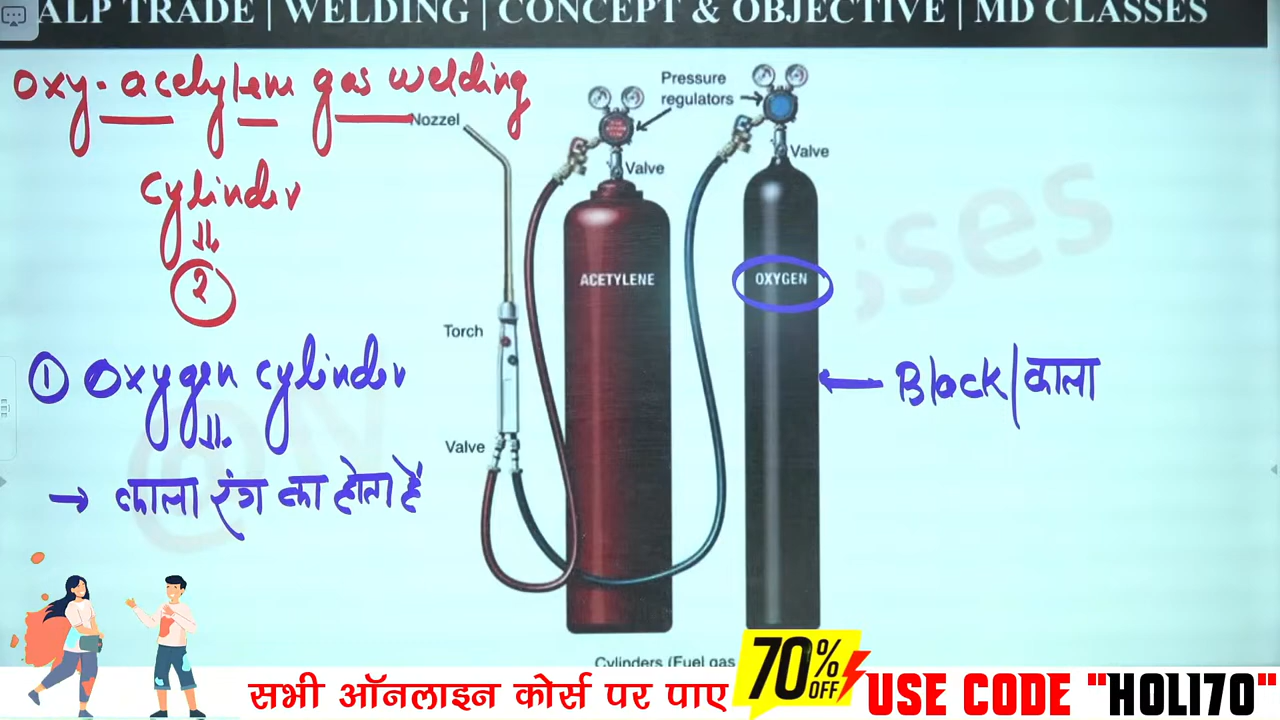 ALP TRADE | WELDING | CONCEPT & OBJECTIVE | MD CLASSES
Oxy-acetylene gas welding
Nozzel
Pressure
regulators
Valve
Valve
Cylinder
2
ACETYLENE
OXYGEN
Torch
① Oxygen cylinder
Black/काला
Valve
→ काला रंग का होता है
Cylinders (Fuel gas
सभी ऑनलाइन कोर्स पर पाए 70% OFF USE CODE "HOLI70"